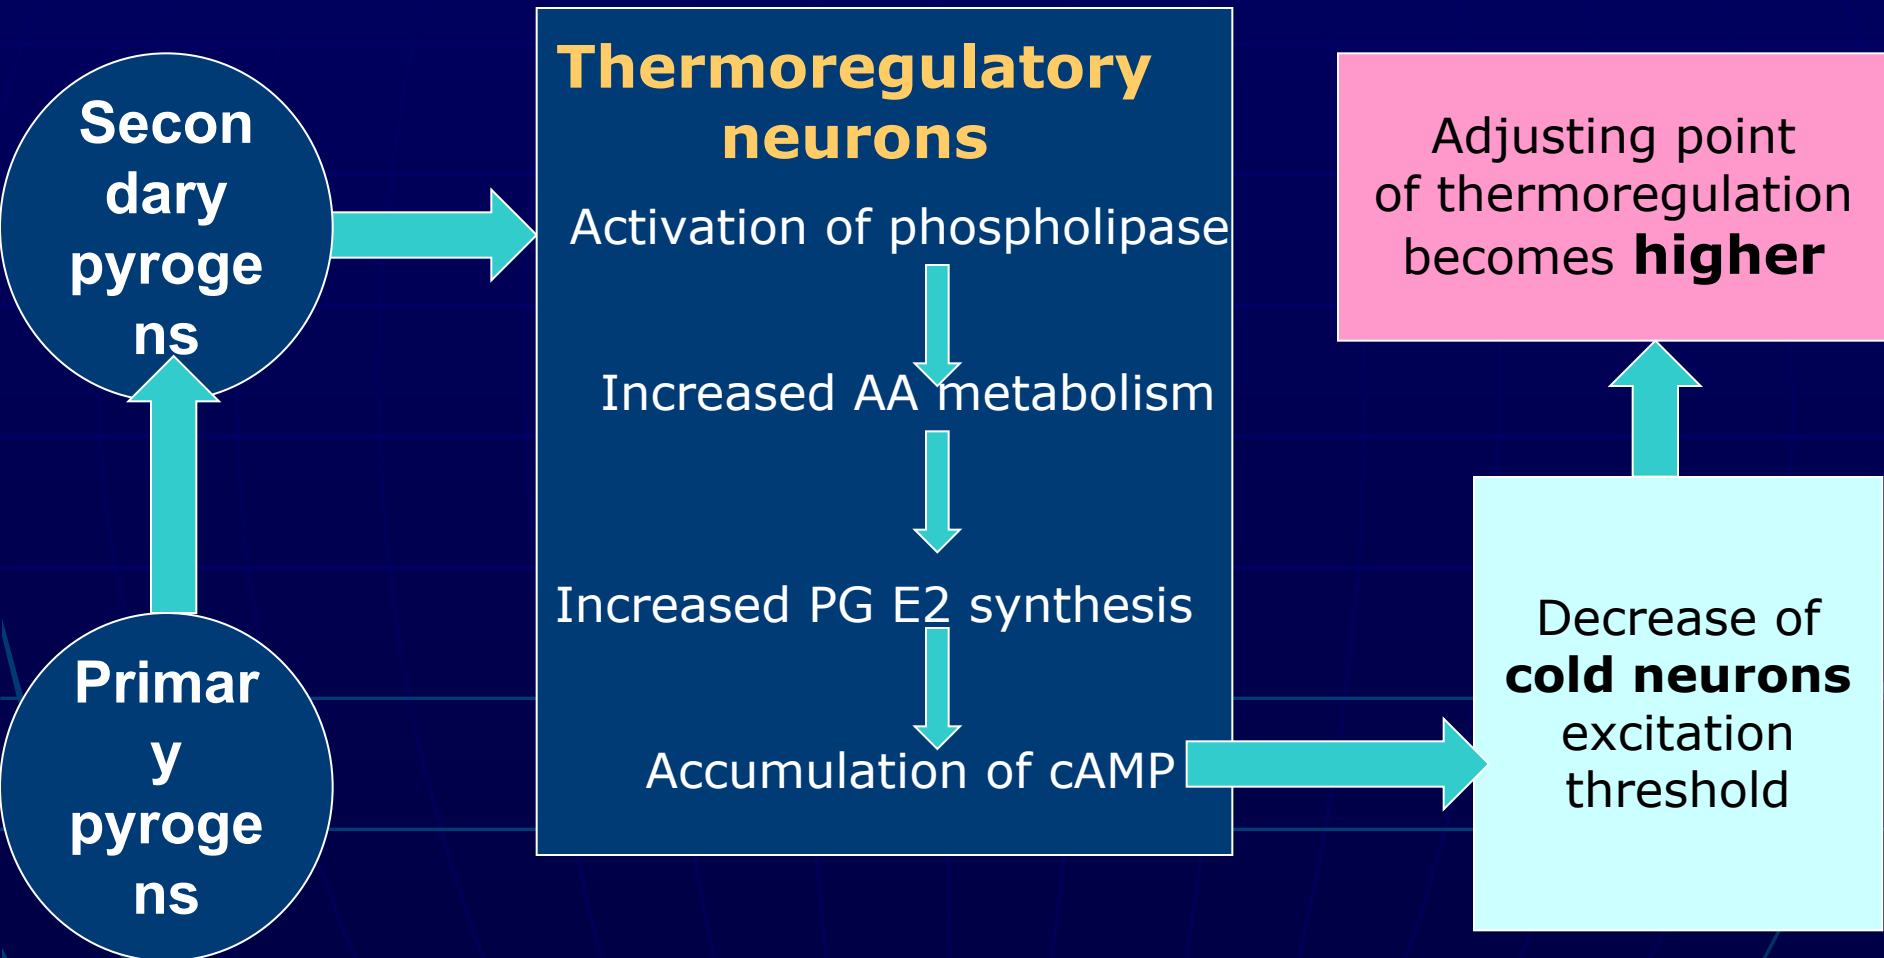 Secon
dary
pyroge
ns
Primar
y
pyroge
ns
Thermoregulatory
neurons
Activation of phospholipase
Increased AA metabolism
Increased PG E2 synthesis
Accumulation of cAMP
Adjusting point
of thermoregulation
becomes higher
Decrease of
cold neurons
excitation
threshold